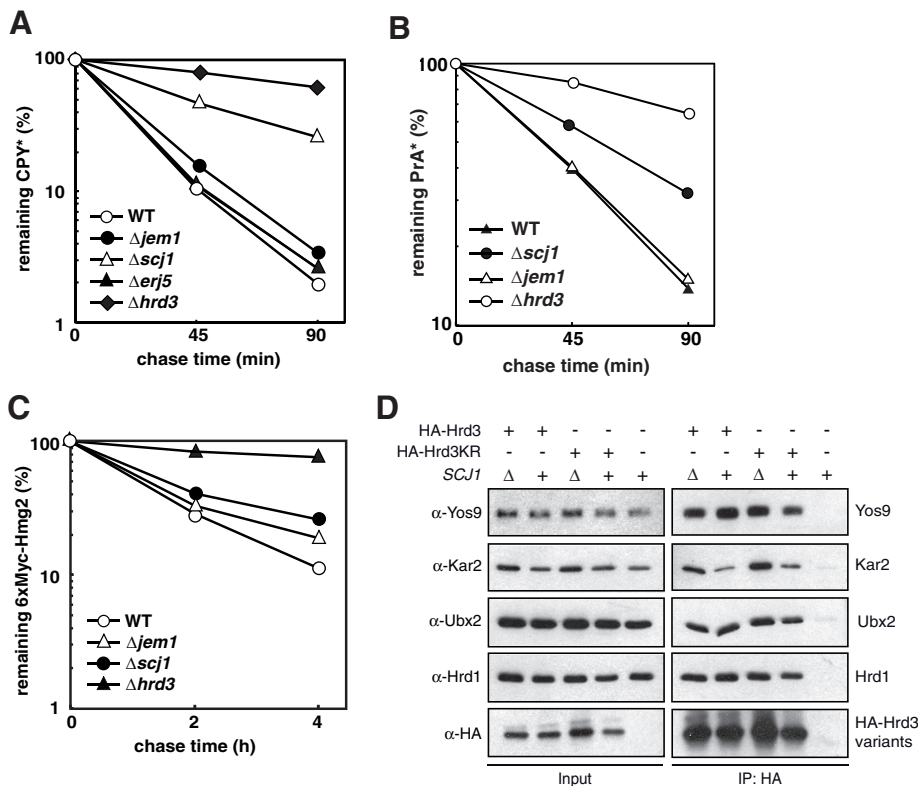 A
remaining CPY* (%)
100
10
1
WT
Δjem1
Δscj1
Δerj5
Δhrd3
0 45 90
chase time (min)
B
remaining PrA* (%)
100
10
WT
Δscj1
Δjem1
Δhrd3
0 45 90
chase time (min)
C
remaining 6xMyc-Hmg2 (%)
100
10
1
WT
Δjem1
Δscj1
Δhrd3
0 2 4
chase time (h)
D
HA-Hrd3 + + - - - + + - - -
HA-Hrd3KR - - + + - - - + + -
SCJ1 Δ + Δ + + Δ + Δ + +
α-Yos9 Yos9
α-Kar2 Kar2
α-Ubx2 Ubx2
α-Hrd1 Hrd1
α-HA HA-Hrd3
variants
Input IP: HA